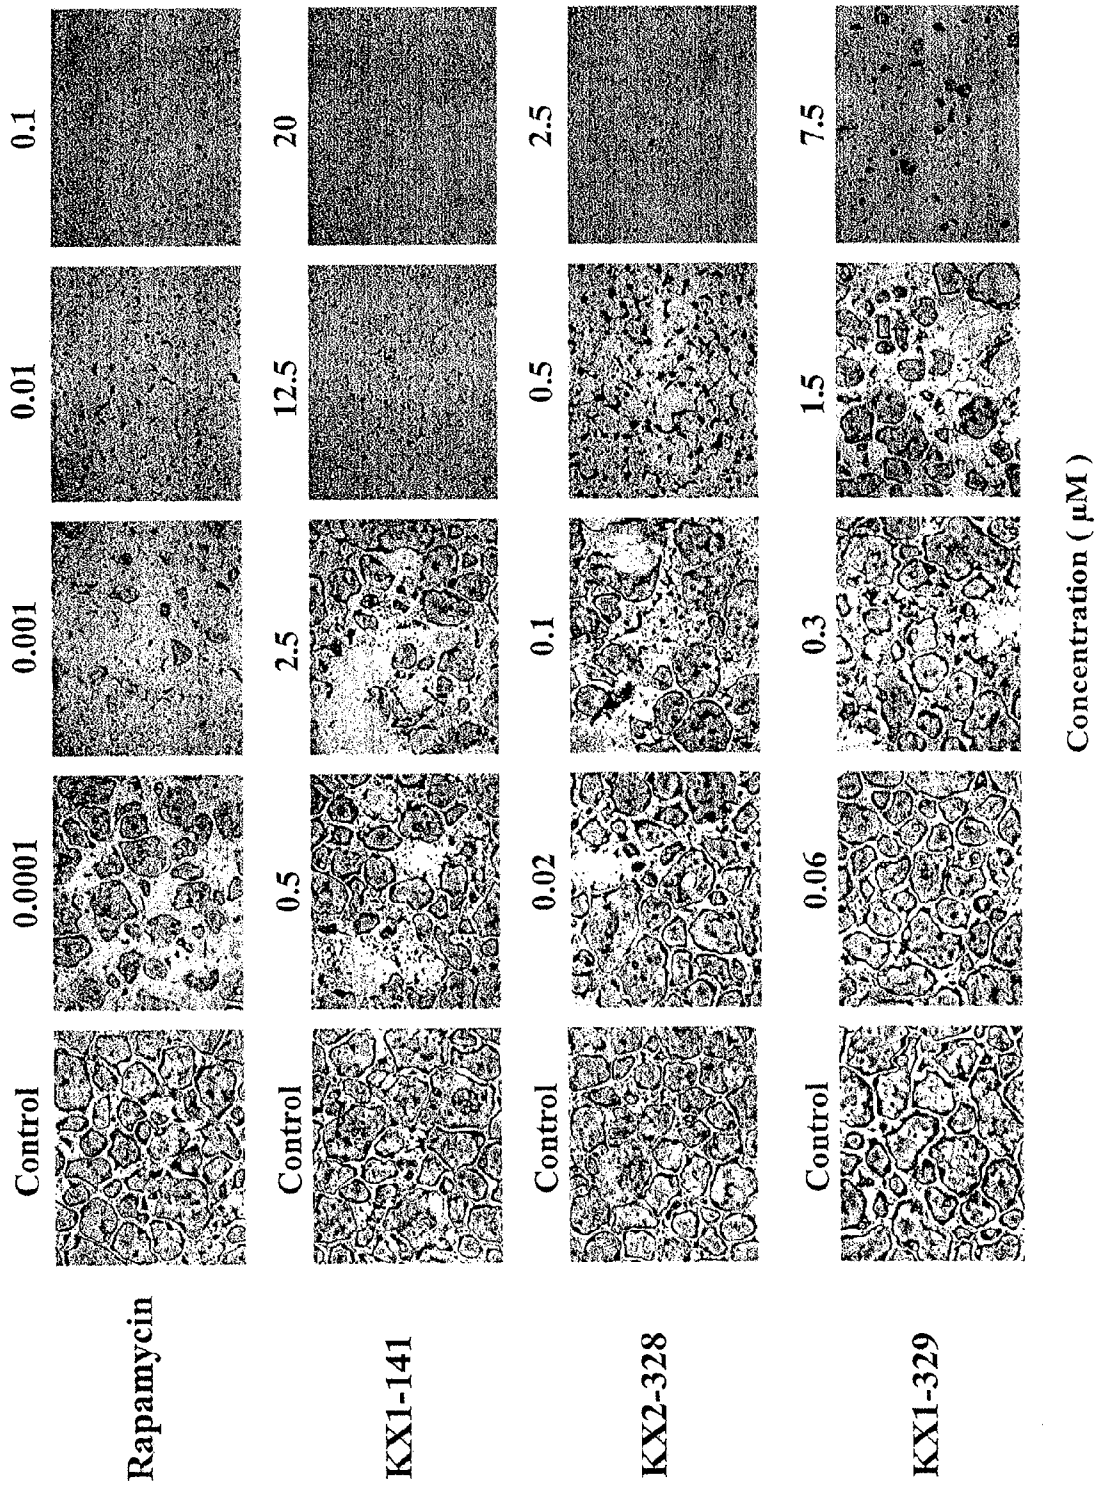 Rapamycin
Control 0.0001 0.001 0.01 0.1
KX1-141
Control 0.5 2.5 12.5 20
KX2-328
Control 0.02 0.1 0.5 2.5
KX1-329
Control 0.06 0.3 1.5 7.5
Concentration ( µM )